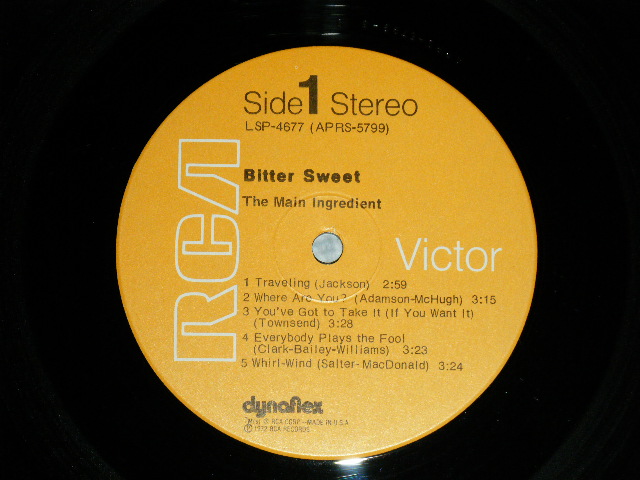 Side 1 Stereo
LSP-4677 (APRS-5799)
RCA
Bitter Sweet
The Main Ingredient
Victor
1 Traveling (Jackson) 2:59
2 Where Are You? (Adamson-McHugh) 3:15
3 You've Got to Take It (If You Want It)
(Townsend) 3:28
4 Everybody Plays the Fool
(Clark-Bailey-Williams) 3:23
5 Whirl-Wind (Salter-MacDonald) 3:24
dynaflex
® RCA CORP.-MADE IN U.S.A
Ⓟ 1972 RCA RECORDS